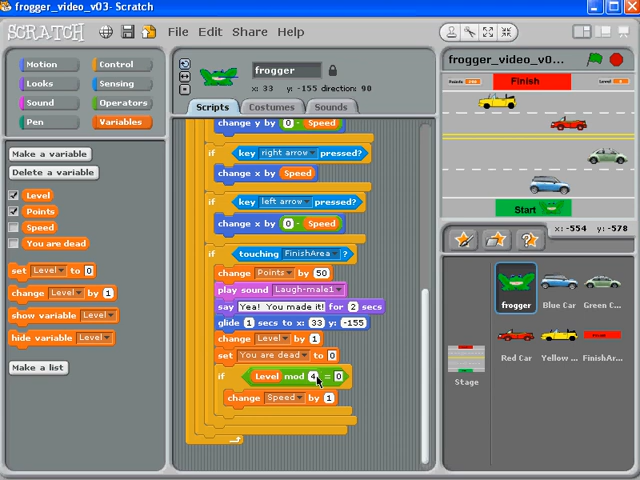 frogger_video_v03- Scratch
SCRATCH File Edit Share Help
Motion Control
Looks Sensing
Sound Operators
Pen Variables
Make a variable
Delete a variable
Level
Points
Speed
You are dead
set Level to 0
change Level by 1
show variable Level
hide variable Level
Make a list
frogger
x: 33 y: -155 direction: 90
Scripts Costumes Sounds
change y by 0 - Speed
if key right arrow pressed?
change x by Speed
if key left arrow pressed?
change x by 0 - Speed
if touching FinishArea ?
change Points by 50
play sound Laugh-male1
say Yea! You made it! for 2 secs
glide 1 secs to x: 33 y: -155
change Level by 1
set You are dead to 0
if Level mod 4 = 0
change Speed by 1
frogger_video_v0...
Points
Finish
Level
Start
x: -554 y: -578
frogger Blue Car Green C...
Red Car Yellow ... FinishAr...
Stage